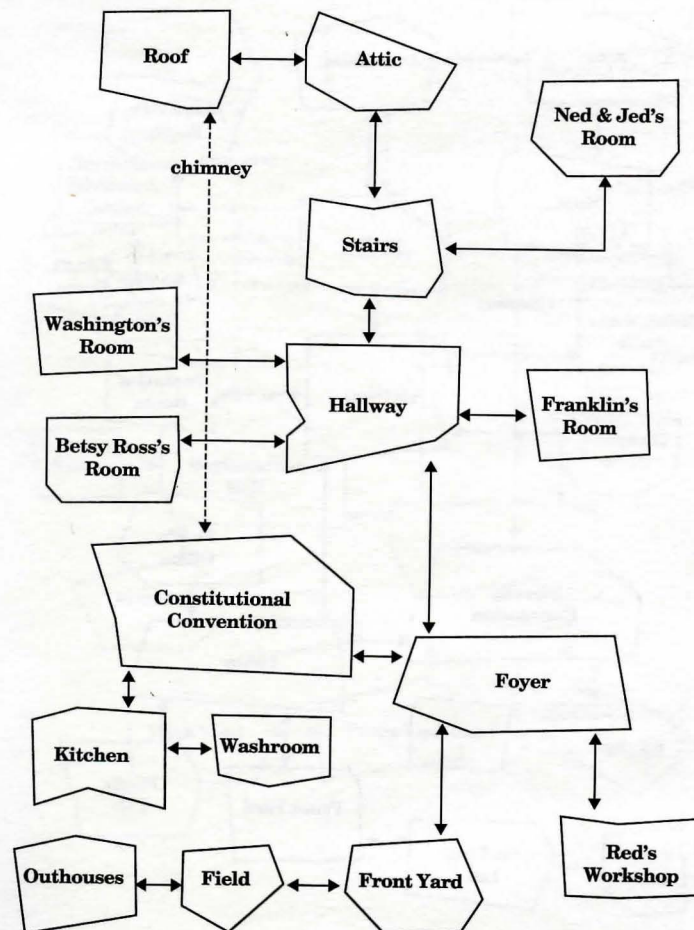 Roof
Attic
Ned & Jed's
Room
chimney
Stairs
Washington's
Room
Hallway
Franklin's
Room
Betsy Ross's
Room
Constitutional
Convention
Foyer
Kitchen
Washroom
Outhouses
Field
Front Yard
Red's
Workshop